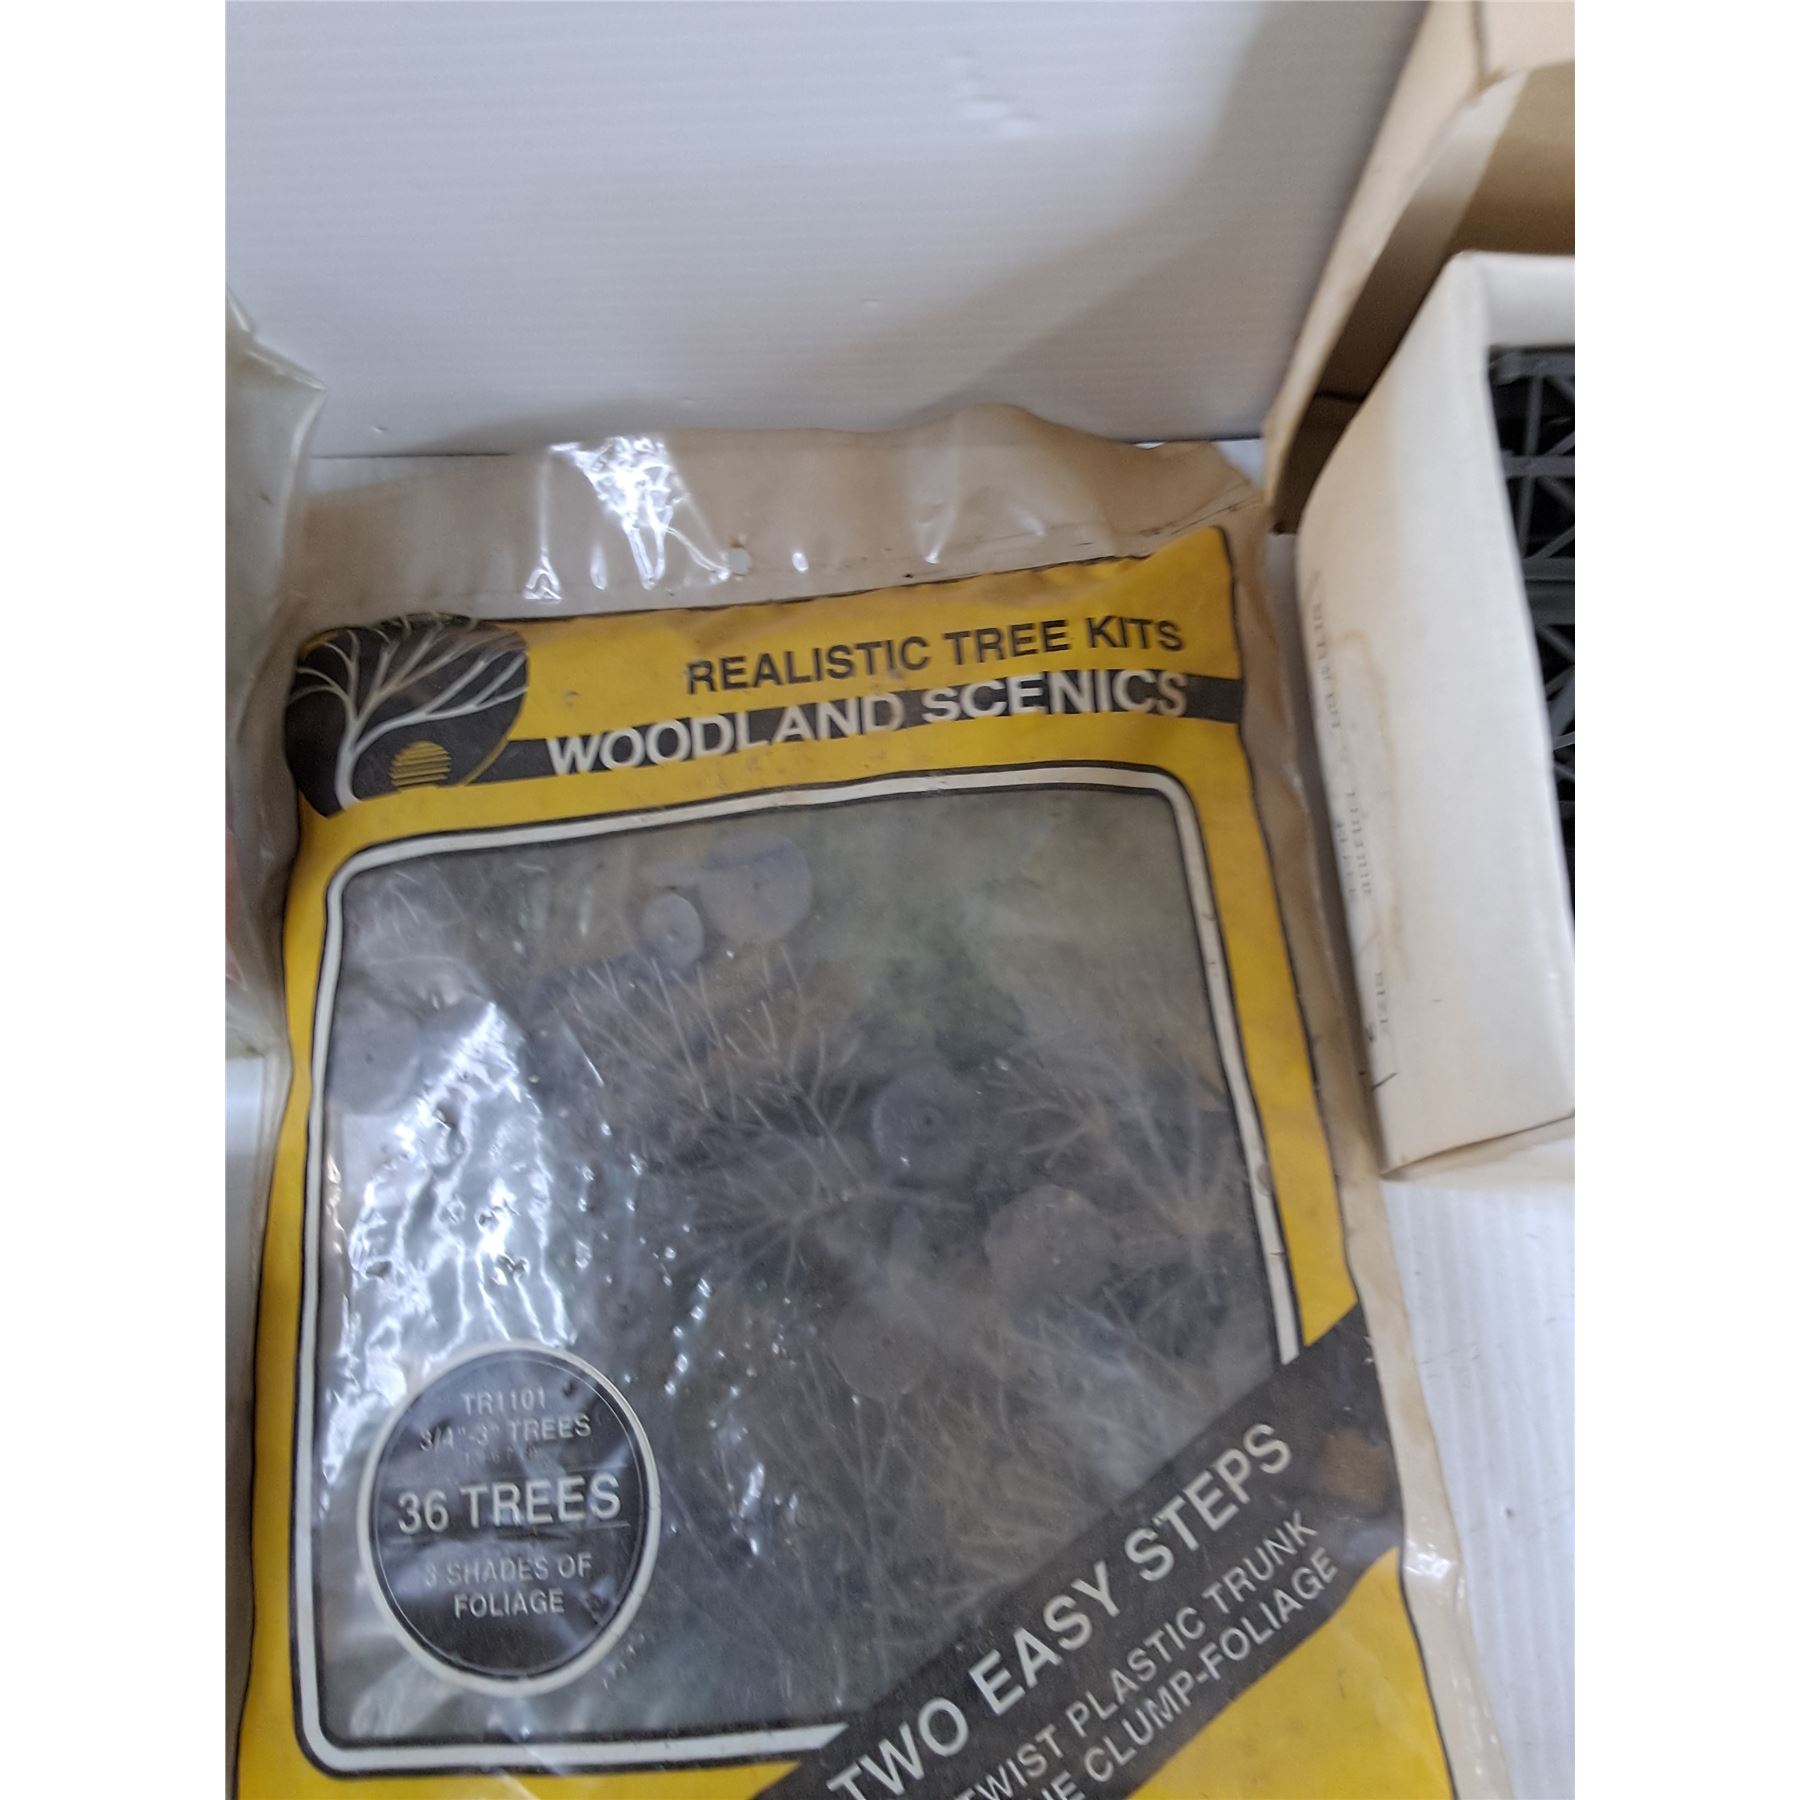 REALISTIC TREE KITS
WOODLAND SCENICS
TR1101
3/4"-3" TREES
36 TREES
3 SHADES OF
FOLIAGE
TWO EASY STEPS
TWIST PLASTIC TRUNK
CLUMP-FOLIAGE